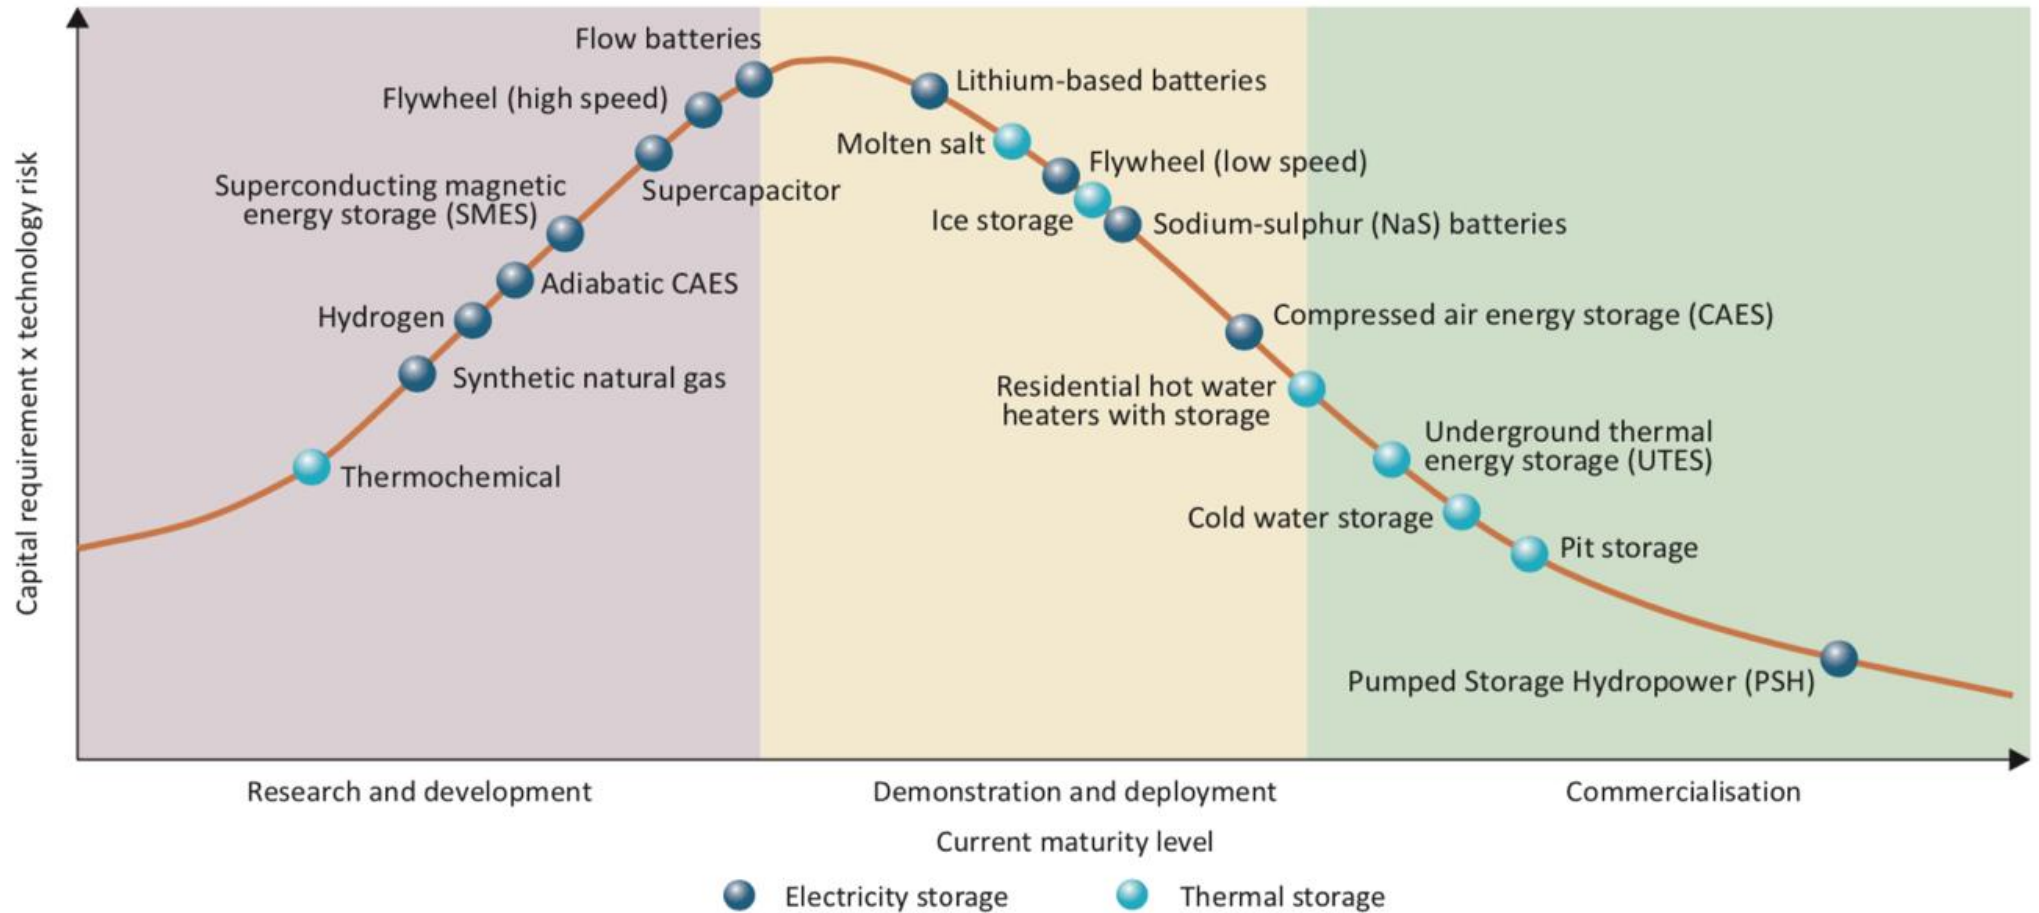 Capital requirement x technology risk
Flow batteries
Flywheel (high speed)
Supercapacitor
Superconducting magnetic
energy storage (SMES)
Adiabatic CAES
Hydrogen
Synthetic natural gas
Thermochemical
Lithium-based batteries
Molten salt
Flywheel (low speed)
Ice storage
Sodium-sulphur (NaS) batteries
Compressed air energy storage (CAES)
Residential hot water
heaters with storage
Underground thermal
energy storage (UTES)
Cold water storage
Pit storage
Pumped Storage Hydropower (PSH)
Research and development
Demonstration and deployment
Commercialisation
Current maturity level
Electricity storage
Thermal storage